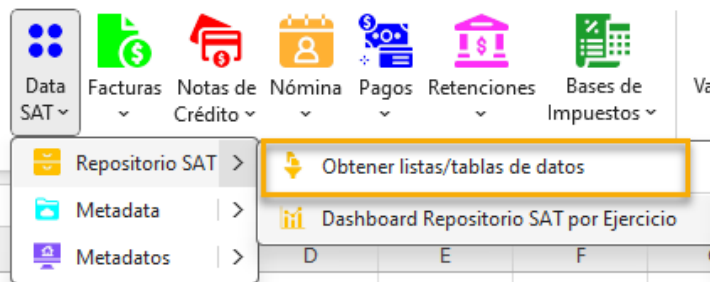 Data
SAT
Facturas
Notas de
Crédito
Nómina
Pagos
Retenciones
Bases de
Impuestos
Repositorio SAT
Obtener listas/tablas de datos
Metadata
Dashboard Repositorio SAT por Ejercicio
Metadatos
D
E
F